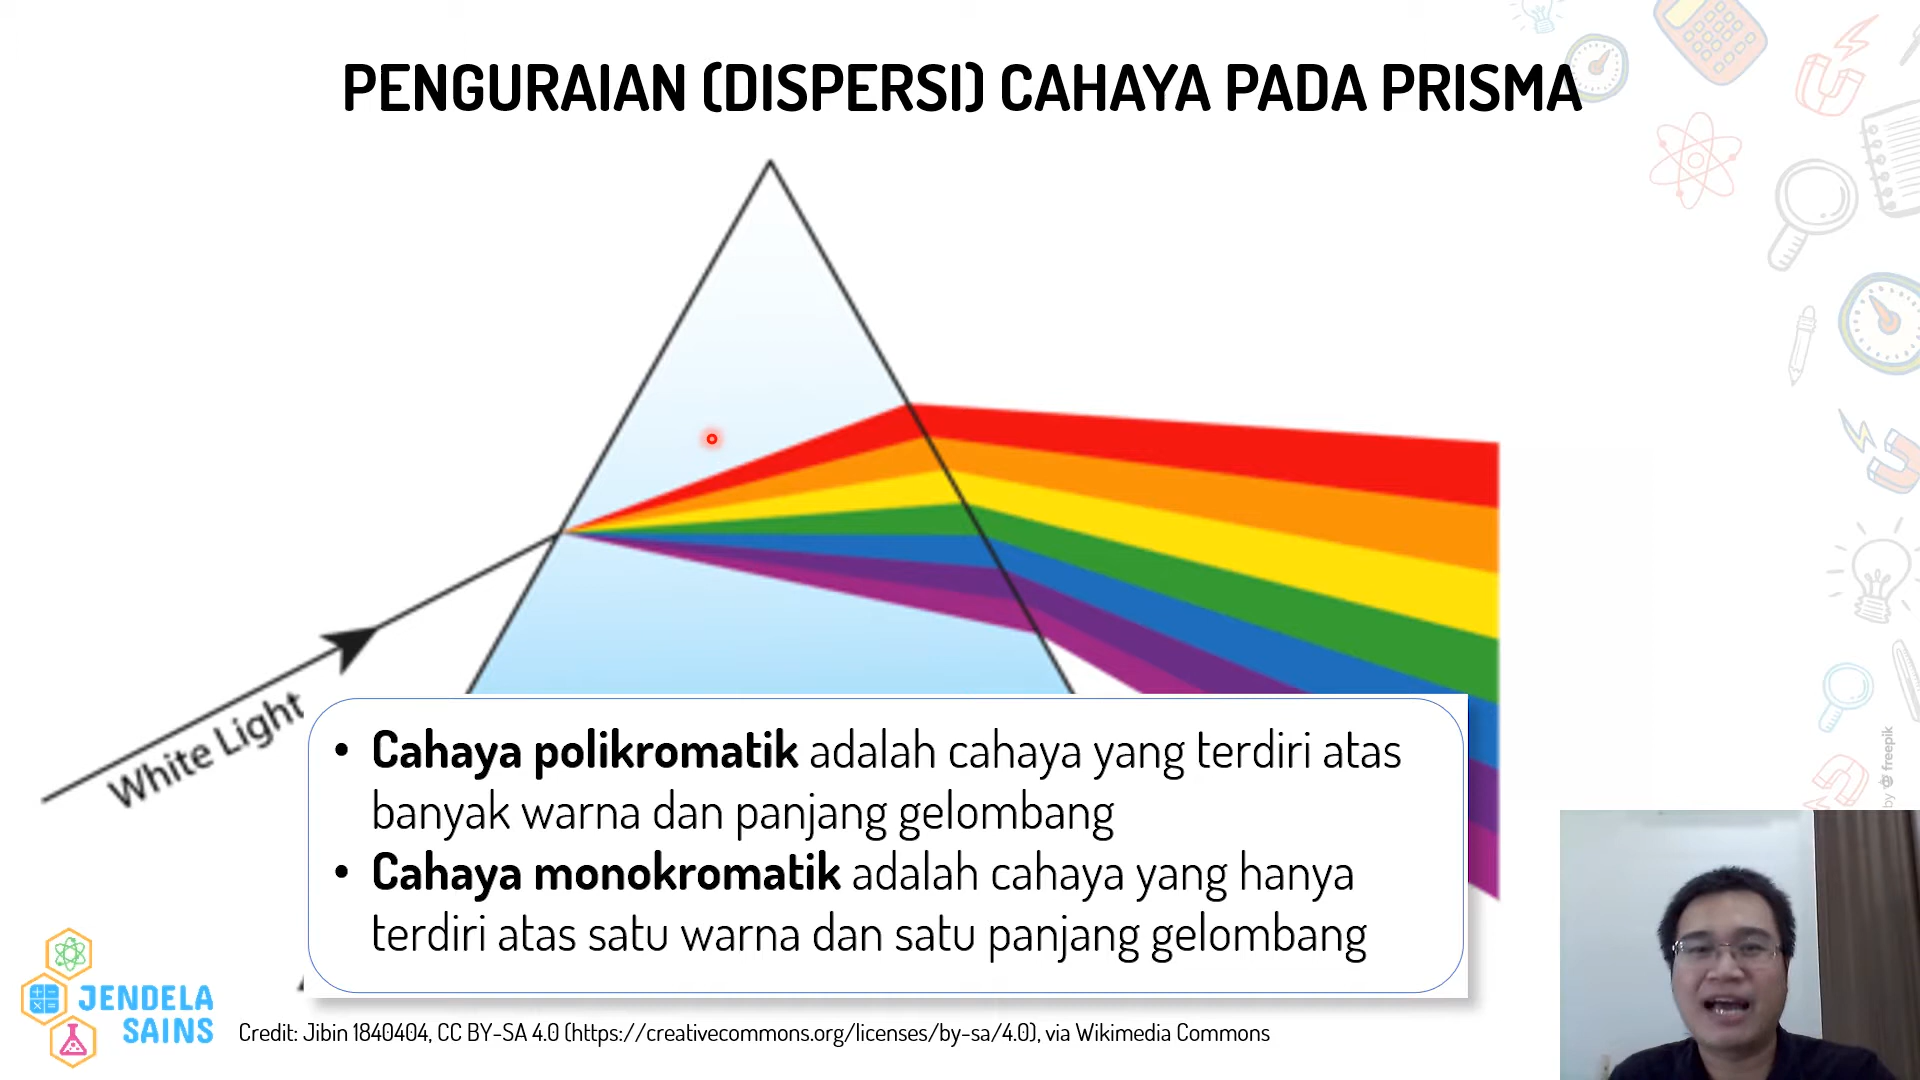 PENGURAIAN (DISPERSI) CAHAYA PADA PRISMA
White Light
• Cahaya polikromatik adalah cahaya yang terdiri atas
banyak warna dan panjang gelombang
• Cahaya monokromatik adalah cahaya yang hanya
terdiri atas satu warna dan satu panjang gelombang
by freepik
JENDELA
SAINS
Credit: Jibin 1840404, CC BY-SA 4.0 (https://creativecommons.org/licenses/by-sa/4.0), via Wikimedia Commons